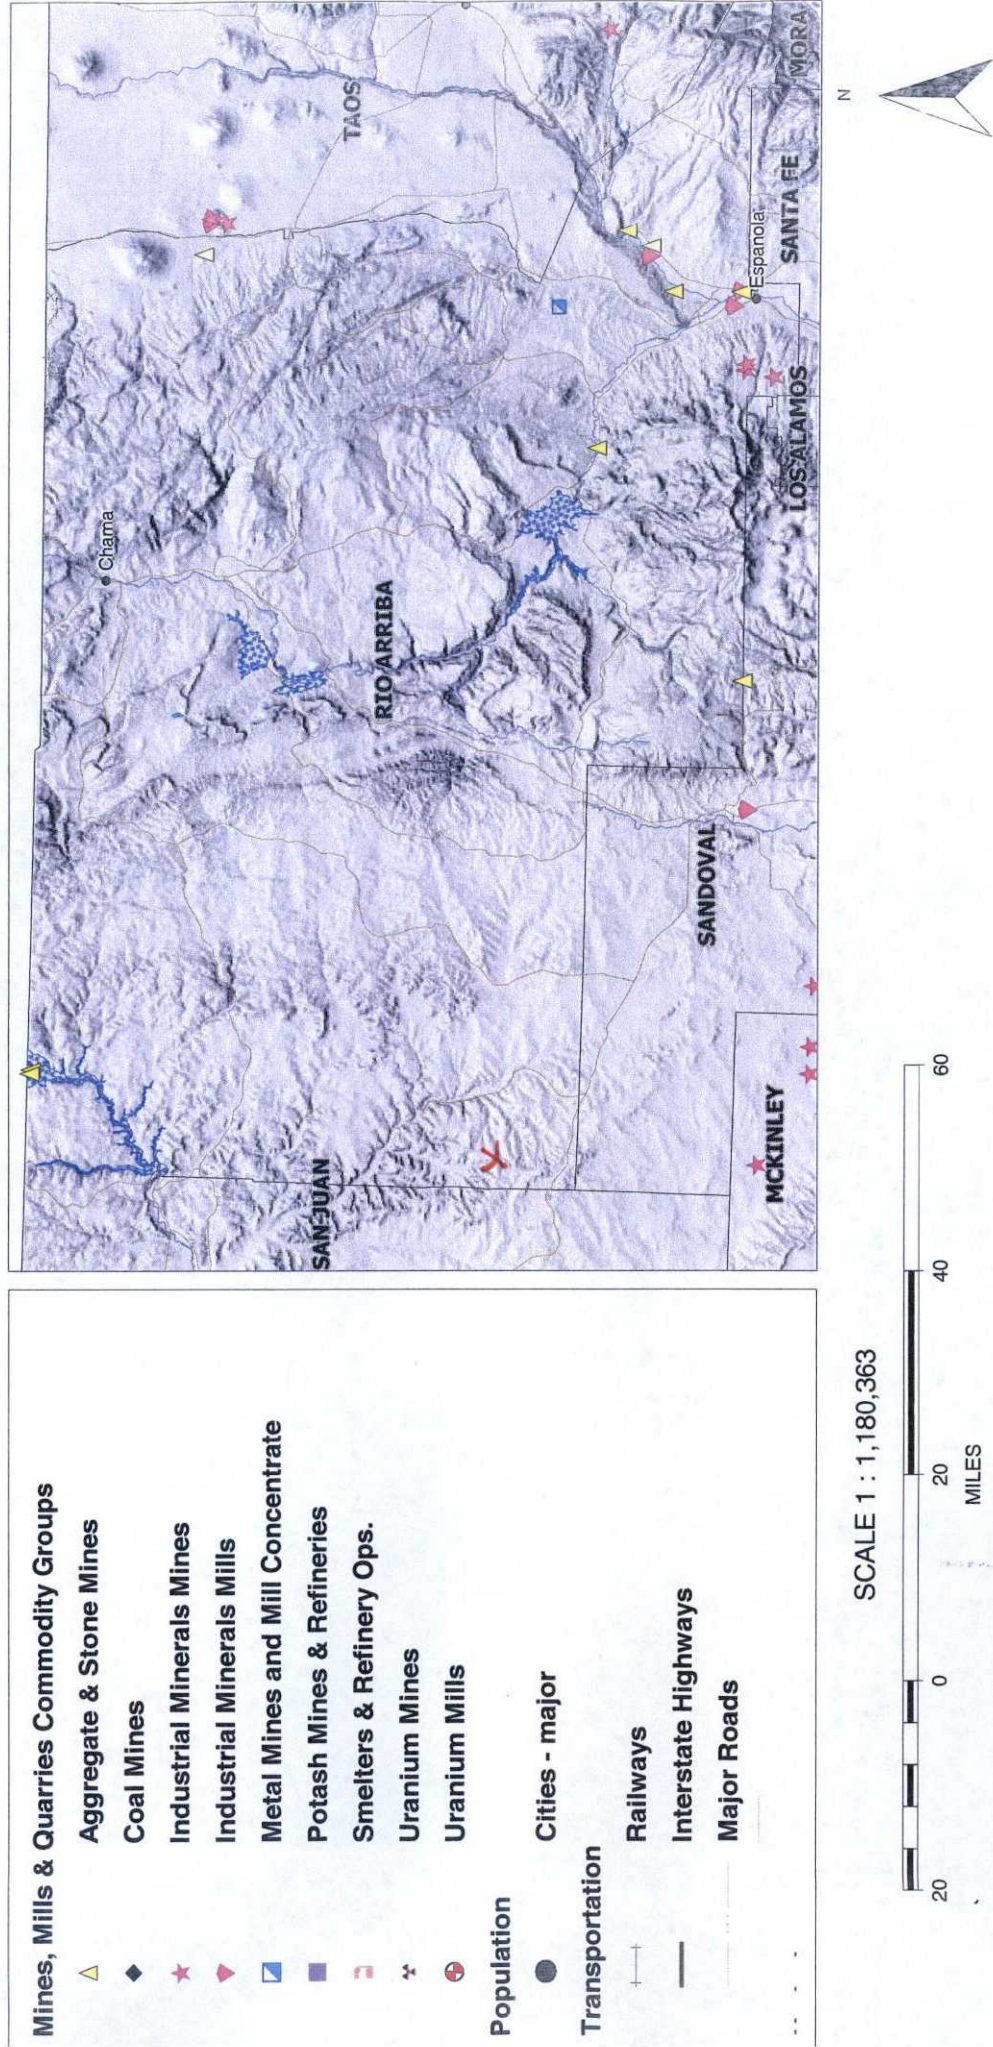 Mines, Mills & Quarries Commodity Groups
Aggregate & Stone Mines
Coal Mines
Industrial Minerals Mines
Industrial Minerals Mills
Metal Mines and Mill Concentrate
Potash Mines & Refineries
Smelters & Refinery Ops.
Uranium Mines
Uranium Mills
Population
Cities - major
Transportation
Railways
Interstate Highways
Major Roads
Chama
TAOS
RIO ARRIBA
SAN JUAN
SANDOVAL
MCKINLEY
LOS ALAMOS
Espanola
SANTA FE
MORA
N
SCALE 1 : 1,180,363
20 0 20 40 60
MILES